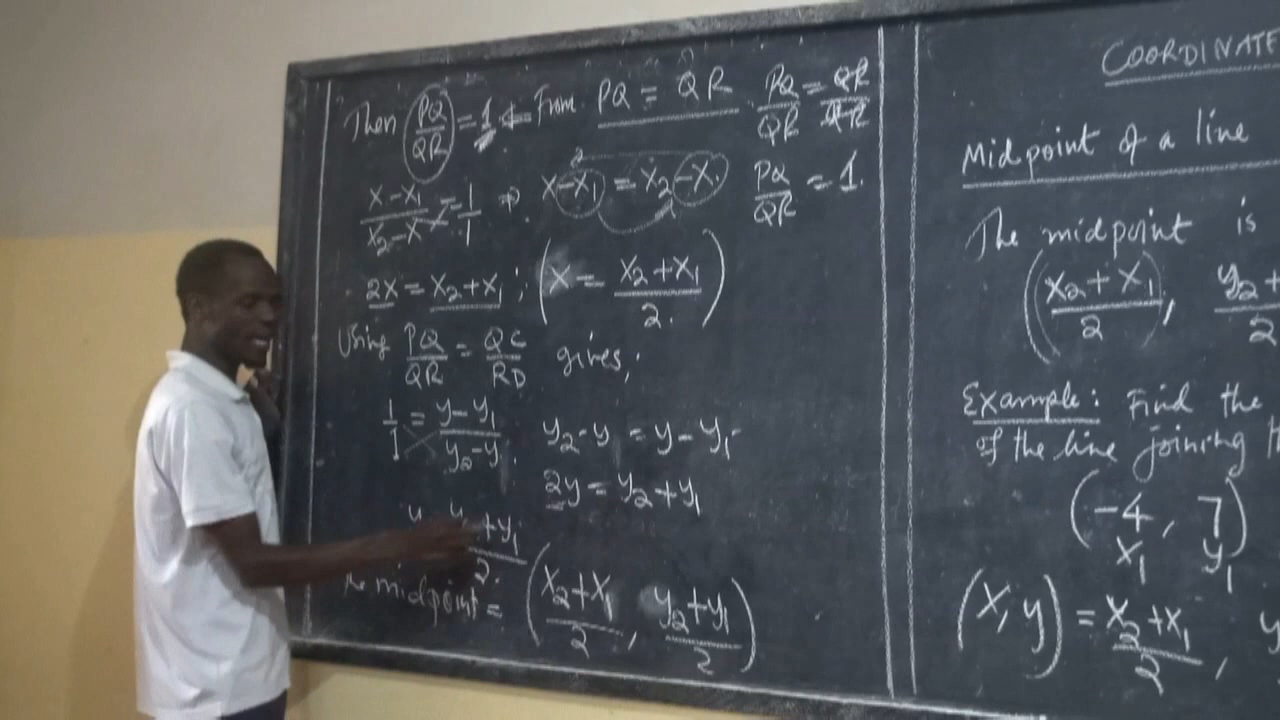 Then PQ/QR = 1 ⇐ From PQ = QR PQ/QR = QR/QR
x-x₁/x₂-x = 1/1 ⇒ x-x₁ = x₂-x. PQ/QR = 1.
2x = x₂+x₁; (x = x₂+x₁/2.)
Using PQ/QR = QC/RD gives;
1/1 = y-y₁/y₂-y y₂-y = y-y₁
2y = y₂+y₁
y₂+y₁/2.
The midpoint = (x₂+x₁/2, y₂+y₁/2)
COORDINATE
Midpoint of a line
The midpoint is
(x₂+x₁/2, y₂+/2
Example: Find the
of the line joining
(-4, 7)
x₁ y₁
(x, y) = x₂+x₁/2, y